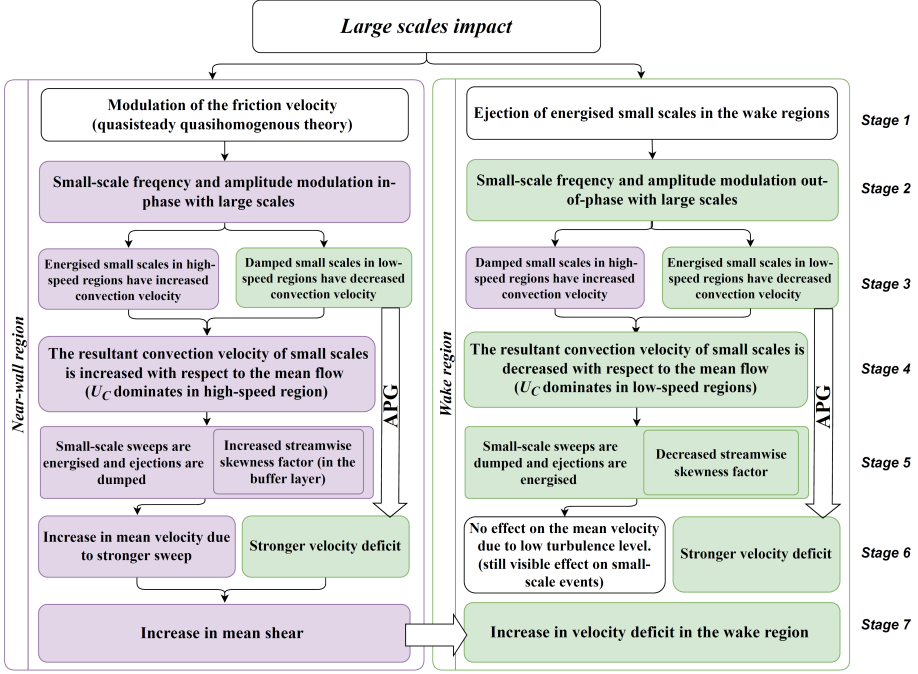 Large scales impact
Near-wall region
Modulation of the friction velocity
(quasisteady quasihomogenous theory)
Small-scale freqency and amplitude modulation in-
phase with large scales
Energised small scales in high-
speed regions have increased
convection velocity
Damped small scales in low-
speed regions have decreased
convection velocity
The resultant convection velocity of small scales
is increased with respect to the mean flow
(UC dominates in high-speed region)
APG
Small-scale sweeps are
energised and ejections are
dumped
Increased streamwise
skewness factor (in the
buffer layer)
Increase in mean velocity due
to stronger sweep
Stronger velocity deficit
Increase in mean shear
Wake region
Ejection of energised small scales in the wake regions
Small-scale freqency and amplitude modulation out-
of-phase with large scales
Damped small scales in high-
speed regions have increased
convection velocity
Energised small scales in low-
speed regions have decreased
convection velocity
The resultant convection velocity of small scales is
decreased with respect to the mean flow
(UC dominates in low-speed regions)
APG
Small-scale sweeps are
dumped and ejections are
energised
Decreased streamwise
skewness factor
No effect on the mean velocity
due to low turbulence level.
(still visible effect on small-
scale events)
Stronger velocity deficit
Increase in velocity deficit in the wake region
Stage 1
Stage 2
Stage 3
Stage 4
Stage 5
Stage 6
Stage 7